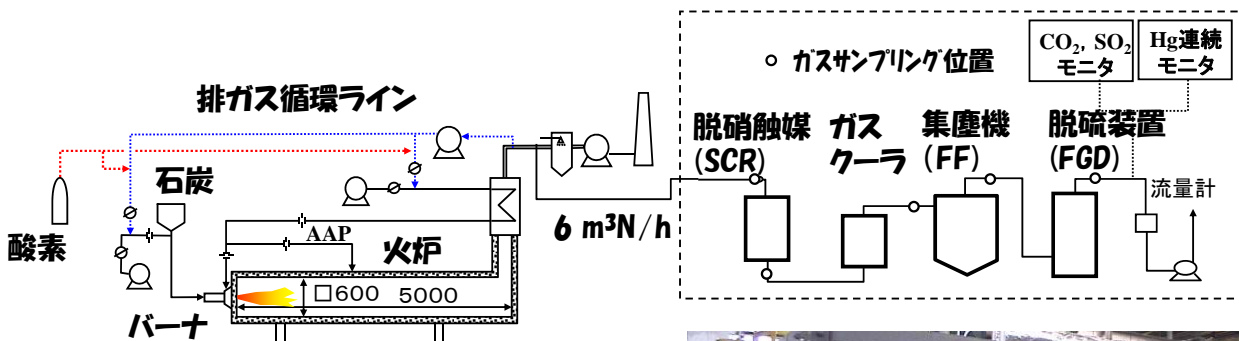 排ガス循環ライン
石炭
酸素
AAP
火炉
□600 5000
バーナ
6 m³N/h
ガスサンプリング位置
CO₂, SO₂
モニタ
Hg連続
モニタ
脱硝触媒
(SCR)
ガス
クーラ
集塵機
(FF)
脱硫装置
(FGD)
流量計